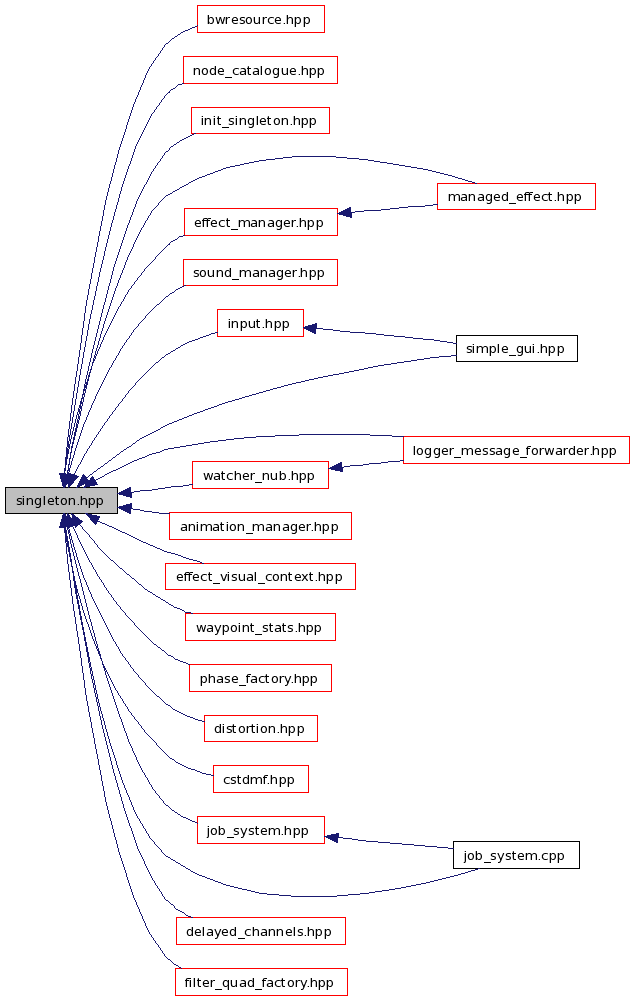 bwresource.hpp
node_catalogue.hpp
init_singleton.hpp
managed_effect.hpp
effect_manager.hpp
sound_manager.hpp
input.hpp
simple_gui.hpp
logger_message_forwarder.hpp
watcher_nub.hpp
singleton.hpp
animation_manager.hpp
effect_visual_context.hpp
waypoint_stats.hpp
phase_factory.hpp
distortion.hpp
cstdmf.hpp
job_system.hpp
job_system.cpp
delayed_channels.hpp
filter_quad_factory.hpp